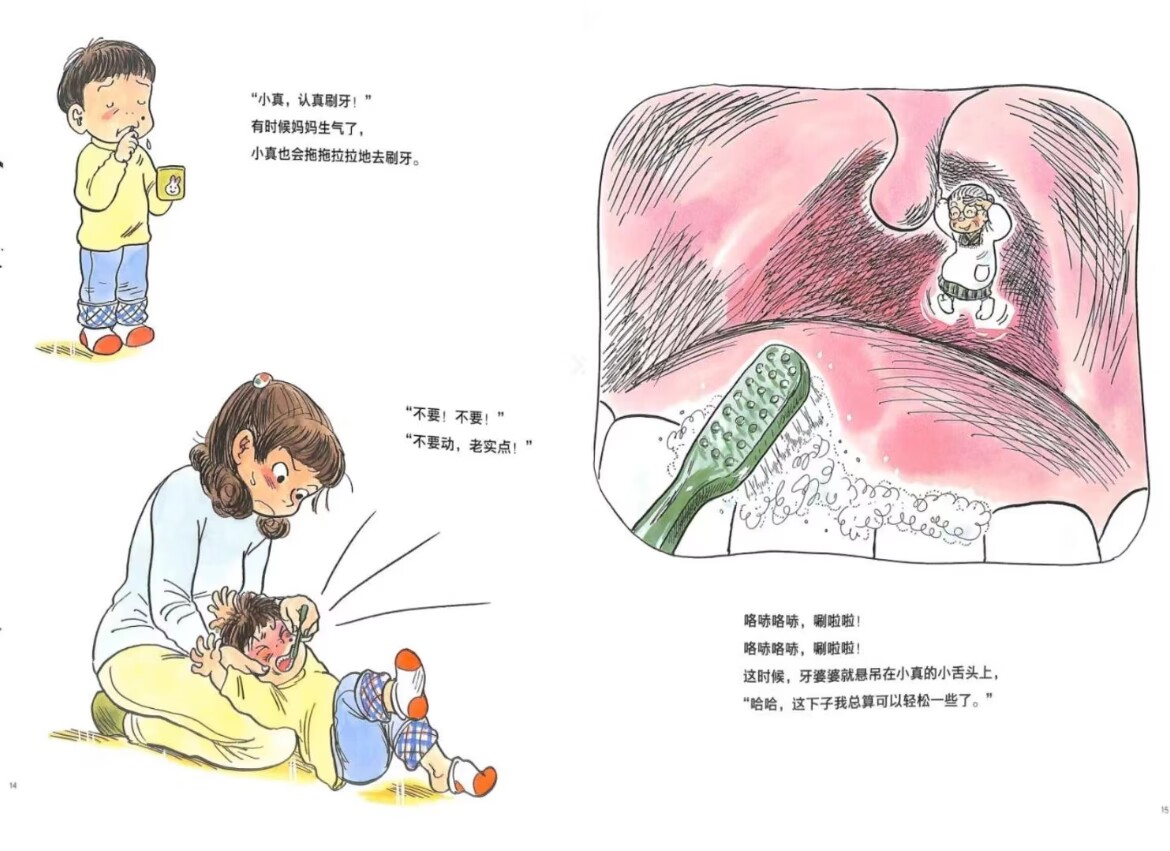 “小真，认真刷牙！”
有时候妈妈生气了，
小真也会拖拖拉拉地去刷牙。
“不要！不要！”
“不要动，老实点！”
14
咯哧咯哧，唰啦啦！
咯哧咯哧，唰啦啦！
这时候，牙婆婆就悬吊在小真的小舌头上，
“哈哈，这下子我总算可以轻松一些了。”
15